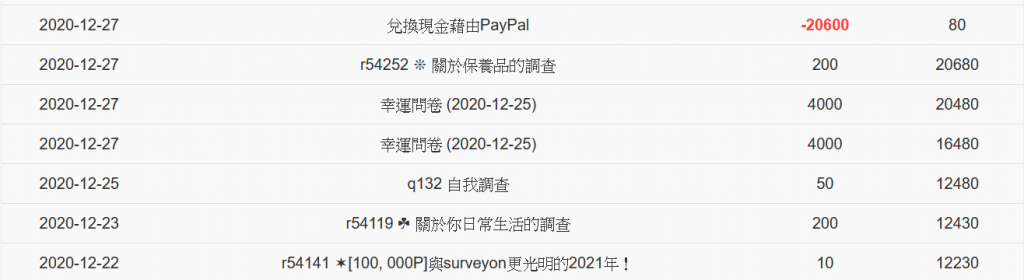 2020-12-27 兌換現金藉由PayPal -20600 80
2020-12-27 r54252 ❊ 關於保養品的調查 200 20680
2020-12-27 幸運問卷 (2020-12-25) 4000 20480
2020-12-27 幸運問卷 (2020-12-25) 4000 16480
2020-12-25 q132 自我調查 50 12480
2020-12-23 r54119 ☘ 關於你日常生活的調查 200 12430
2020-12-22 r54141 ✶[100, 000P]與surveyon更光明的2021年！ 10 12230